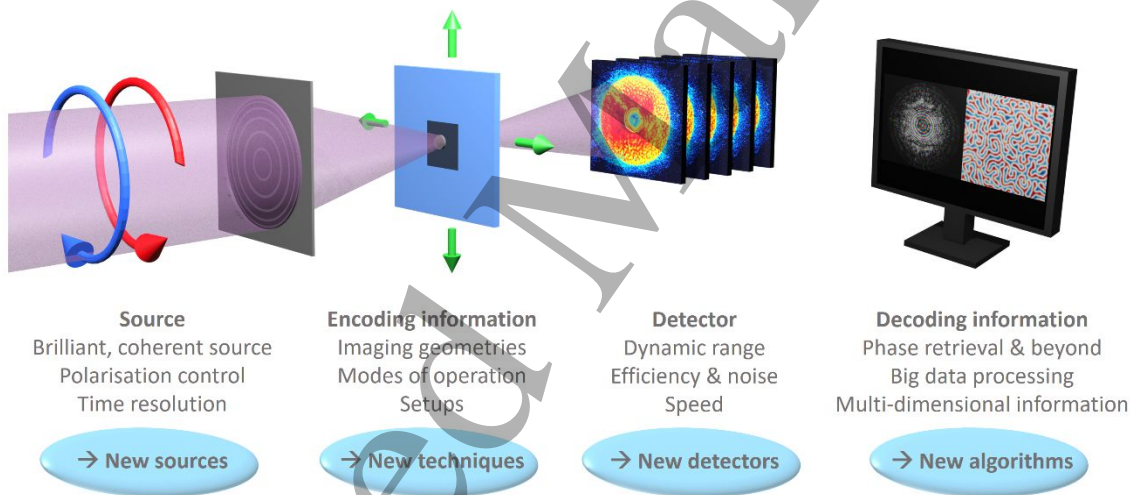 Source
Brilliant, coherent source
Polarisation control
Time resolution
→ New sources
Encoding information
Imaging geometries
Modes of operation
Setups
→ New techniques
Detector
Dynamic range
Efficiency & noise
Speed
→ New detectors
Decoding information
Phase retrieval & beyond
Big data processing
Multi-dimensional information
→ New algorithms
ed Ma